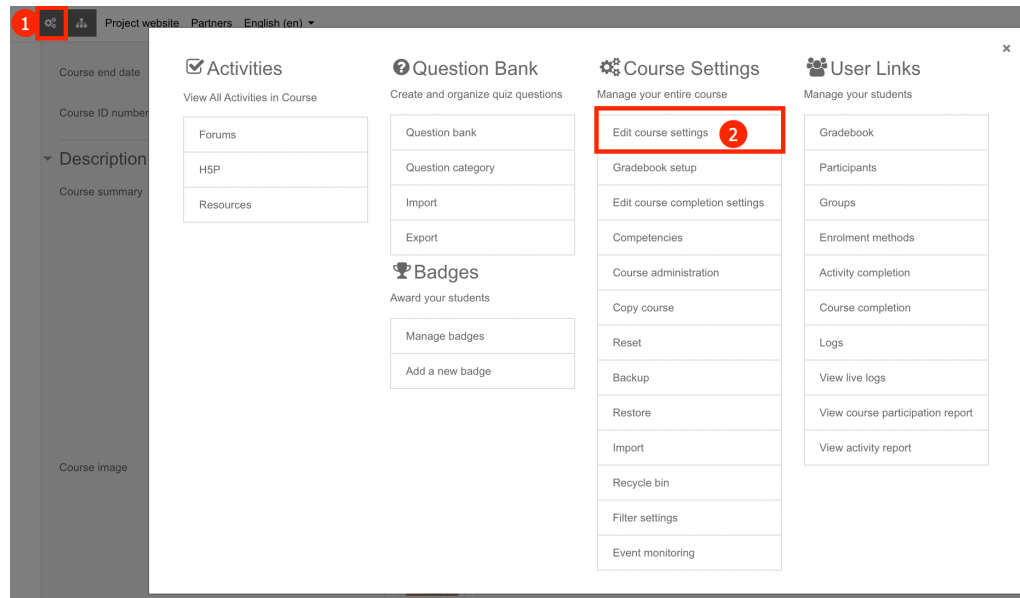 1
Project website Partners English (en)
×
Course end date
Course ID number
Description
Course summary
Course image
Activities
View All Activities in Course
Forums
H5P
Resources
Question Bank
Create and organize quiz questions
Question bank
Question category
Import
Export
Badges
Award your students
Manage badges
Add a new badge
Course Settings
Manage your entire course
Edit course settings 2
Gradebook setup
Edit course completion settings
Competencies
Course administration
Copy course
Reset
Backup
Restore
Import
Recycle bin
Filter settings
Event monitoring
User Links
Manage your students
Gradebook
Participants
Groups
Enrolment methods
Activity completion
Course completion
Logs
View live logs
View course participation report
View activity report